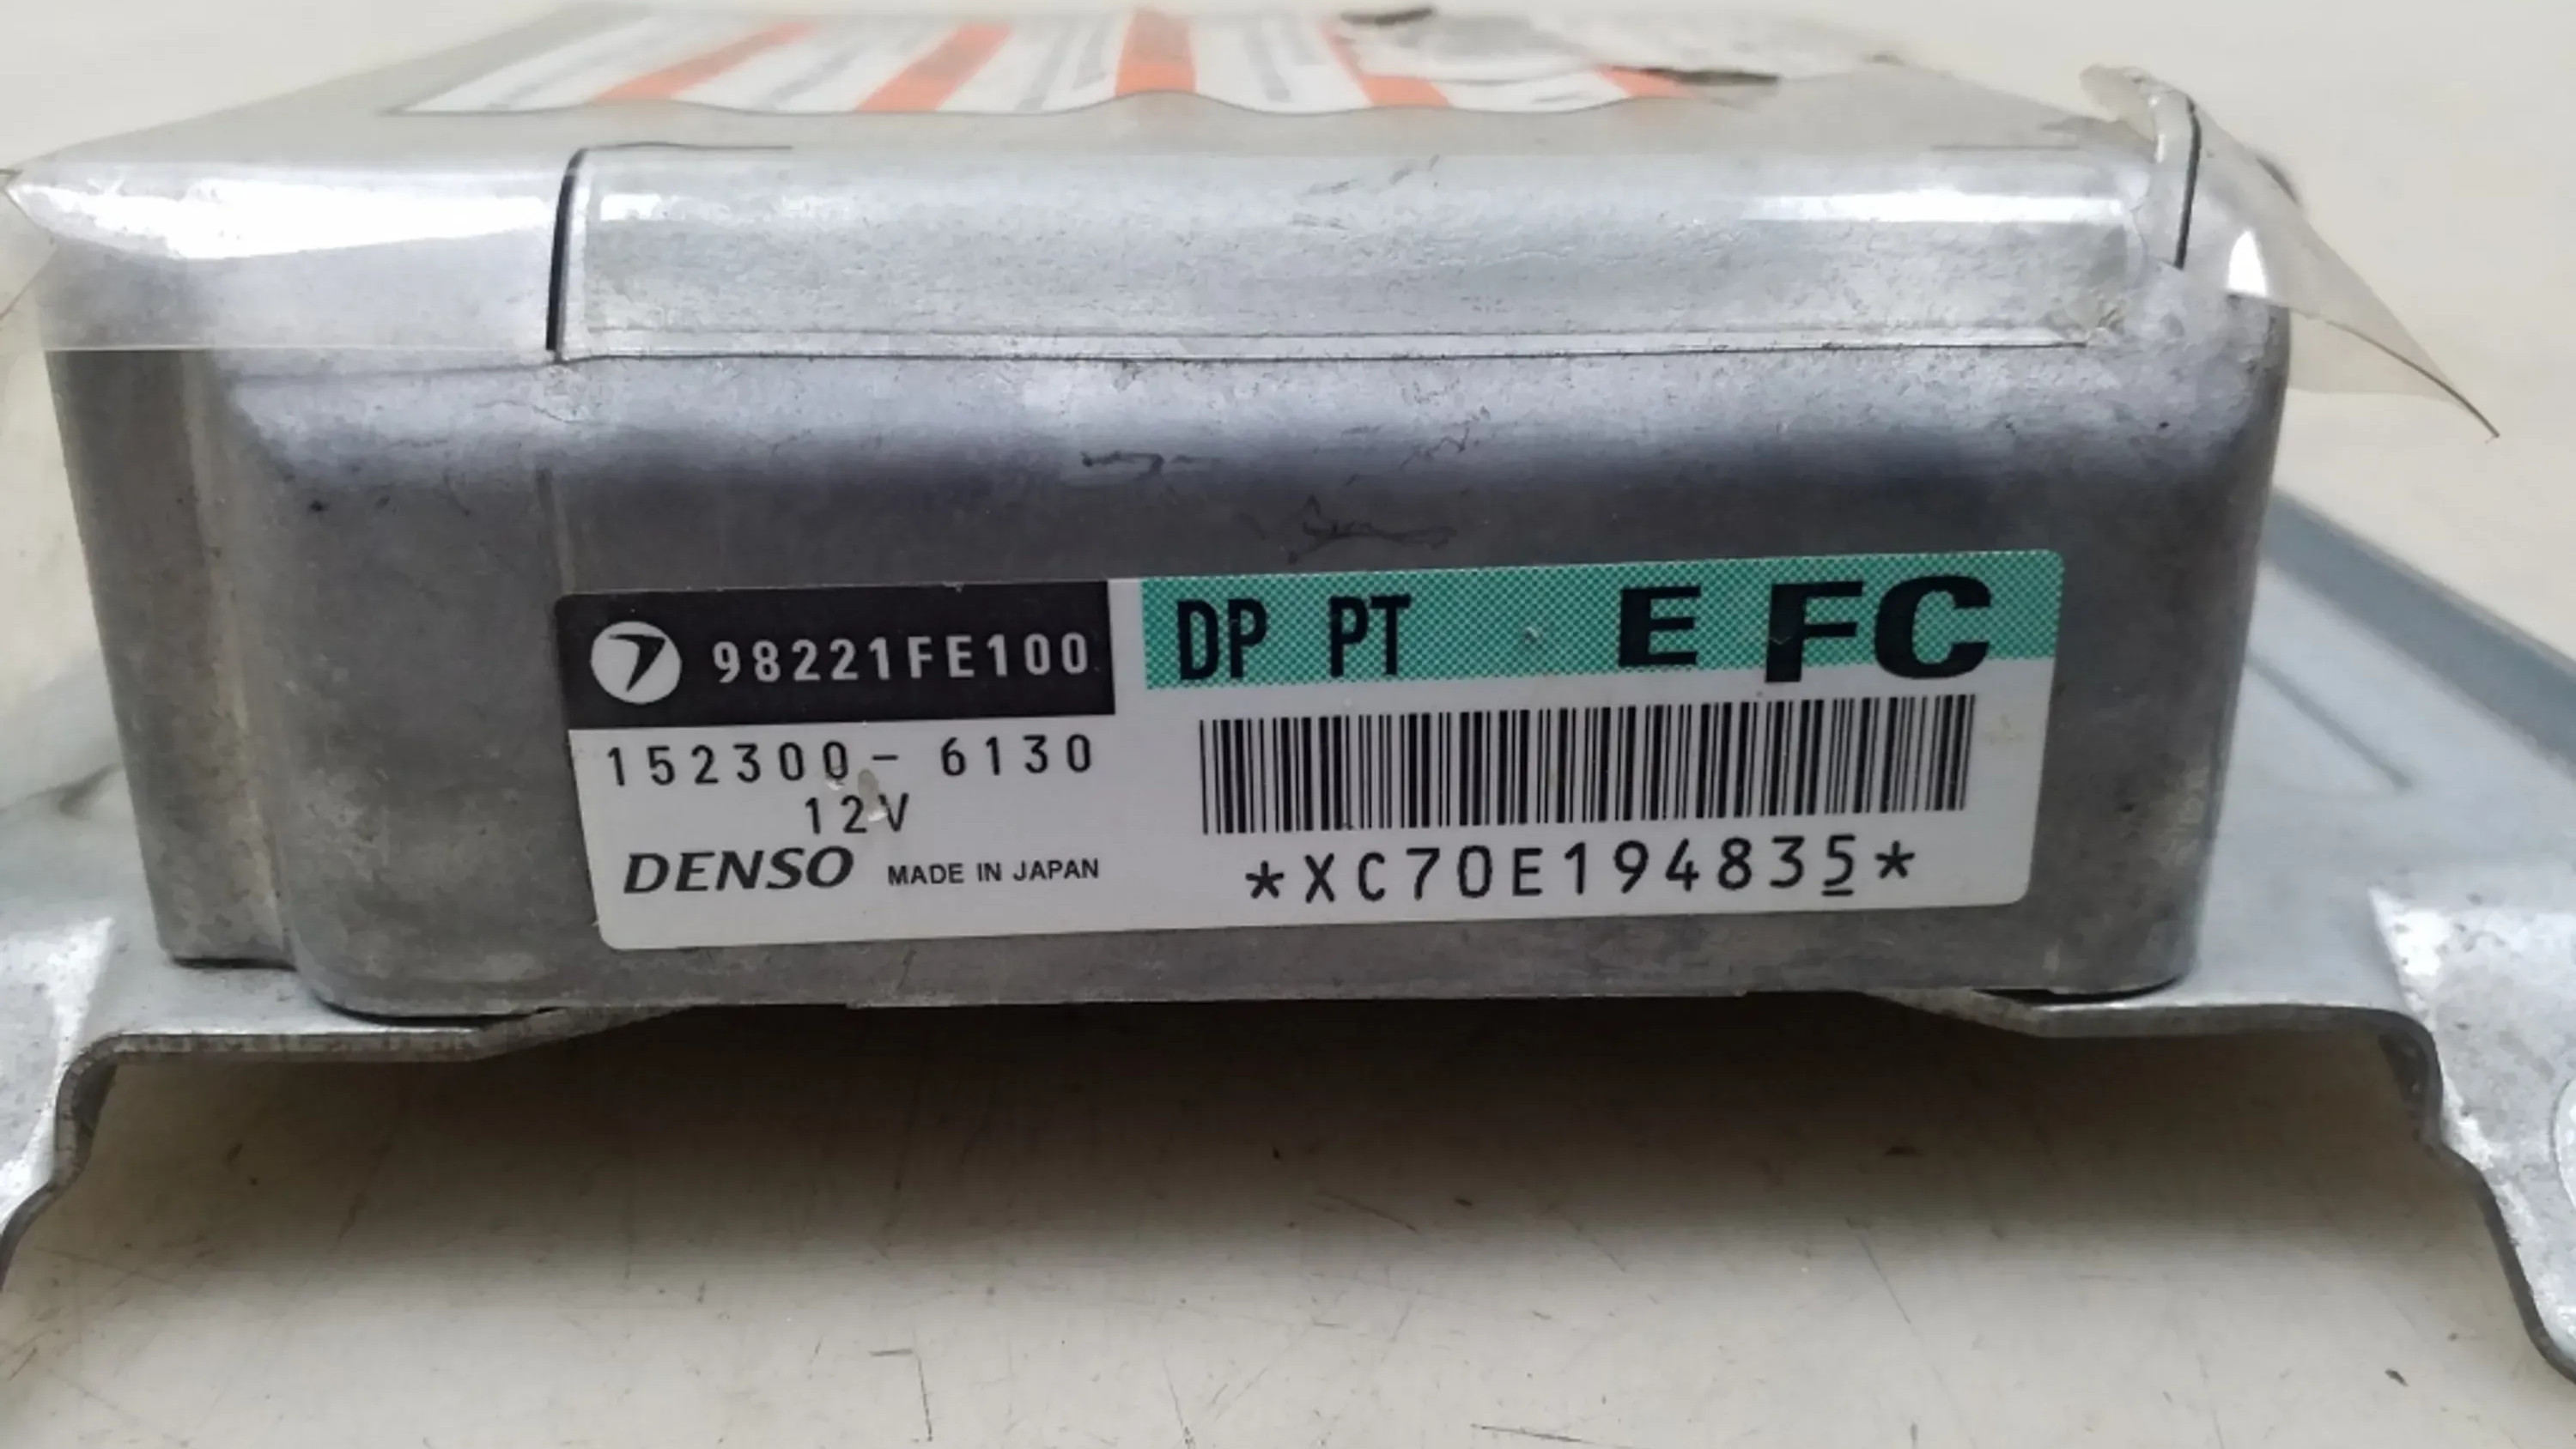 98221FE100
DP PT E FC
152300-6130
12V
DENSO MADE IN JAPAN
*XC70E194835*